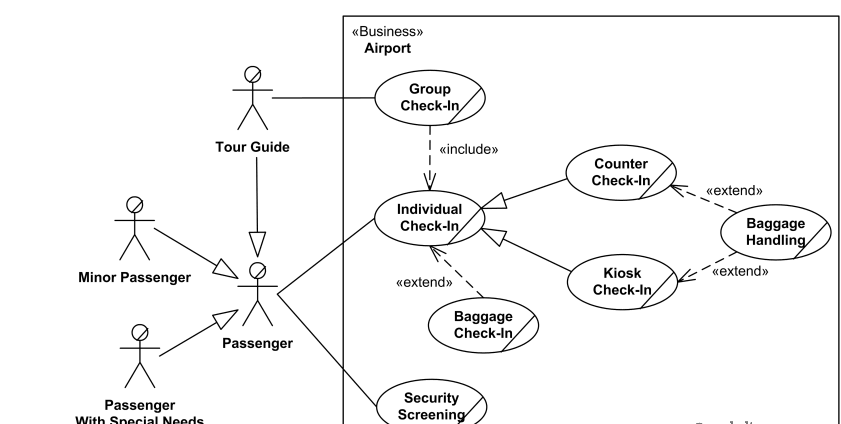 «Business»
Airport
Group
Check-In
Tour Guide
«include»
Counter
Check-In
«extend»
Individual
Check-In
Baggage
Handling
Minor Passenger
«extend»
Kiosk
Check-In
«extend»
Passenger
Baggage
Check-In
Passenger
With Special Needs
Security
Screening